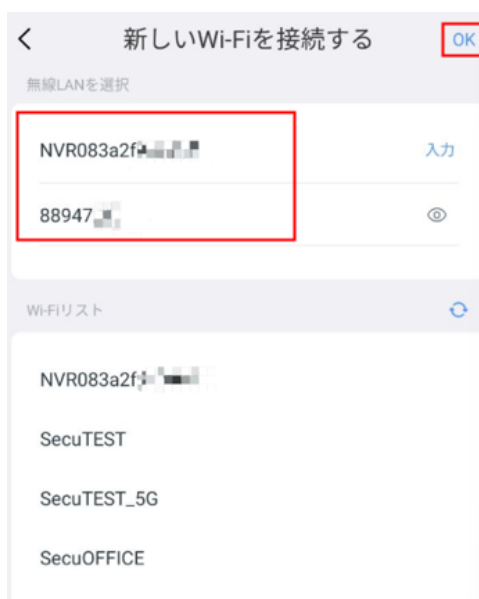 新しいWi-Fiを接続する OK
無線LANを選択
NVR083a2f 入力
88947
Wi-Fiリスト
NVR083a2f
SecuTEST
SecuTEST_5G
SecuOFFICE